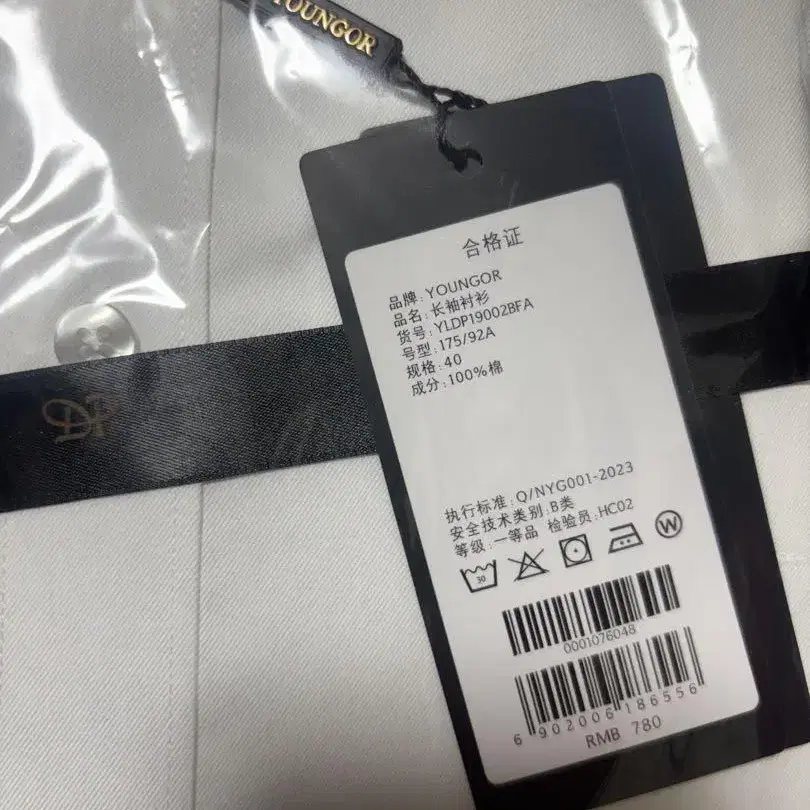 YOUNGOR
合格证
品牌: YOUNGOR
品名: 长袖衬衫
货号: YLDP19002BFA
号型: 175/92A
规格: 40
成分: 100%棉
DP
执行标准: Q/NYG001-2023
安全技术类别: B类
等级: 一等品 检验员: HC02
30
W
0001076048
6 902006 186556
RMB 780